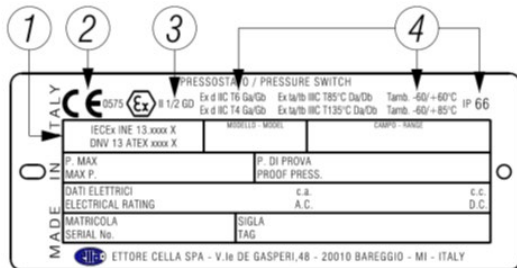 1 2 3 4
PRESSOSTATO / PRESSURE SWITCH
CE 0575 Ex II 1/2 GD Ex d IIC T6 Ga/Gb Ex ta/tb IIIC T85°C Da/Db Tamb. -60/+60°C IP 66
Ex d IIC T4 Ga/Gb Ex ta/tb IIIC T135°C Da/Db Tamb. -60/+85°C
IECEx INE 13.xxxx X MODELLO - MODEL CAMPO - RANGE
DNV 13 ATEX xxxx X
P. MAX P. DI PROVA
MAX P. PROOF PRESS.
DATI ELETTRICI c.a. c.c.
ELECTRICAL RATING A.C. D.C.
MATRICOLA SIGLA
SERIAL No. TAG
MADE IN ITALY
ETTORE CELLA SPA - V.le DE GASPERI,48 - 20010 BAREGGIO - MI - ITALY